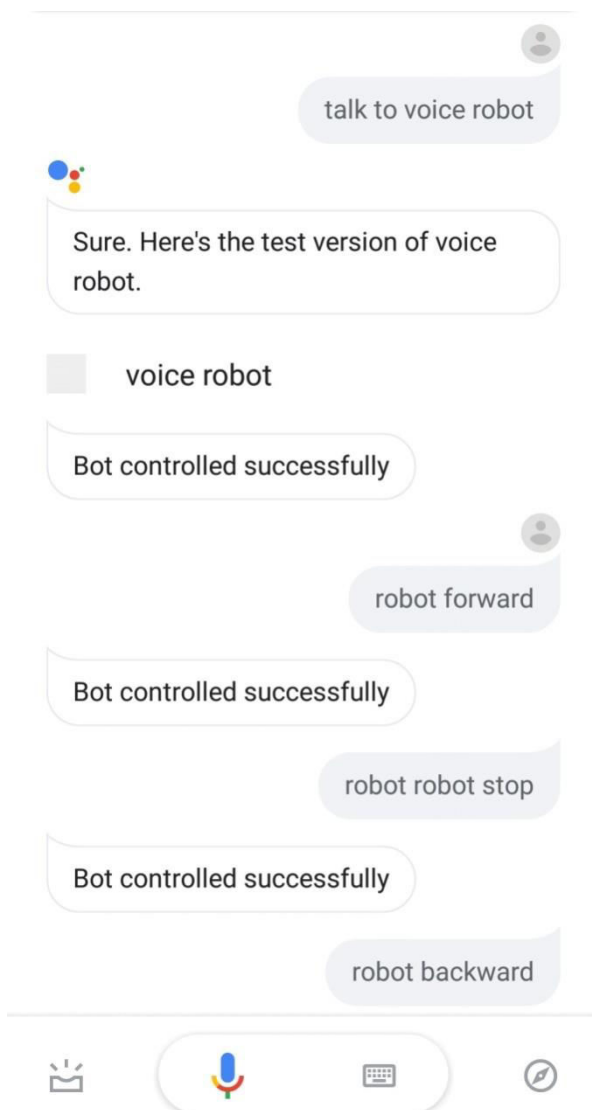 talk to voice robot
Sure. Here's the test version of voice
robot.
voice robot
Bot controlled successfully
robot forward
Bot controlled successfully
robot robot stop
Bot controlled successfully
robot backward